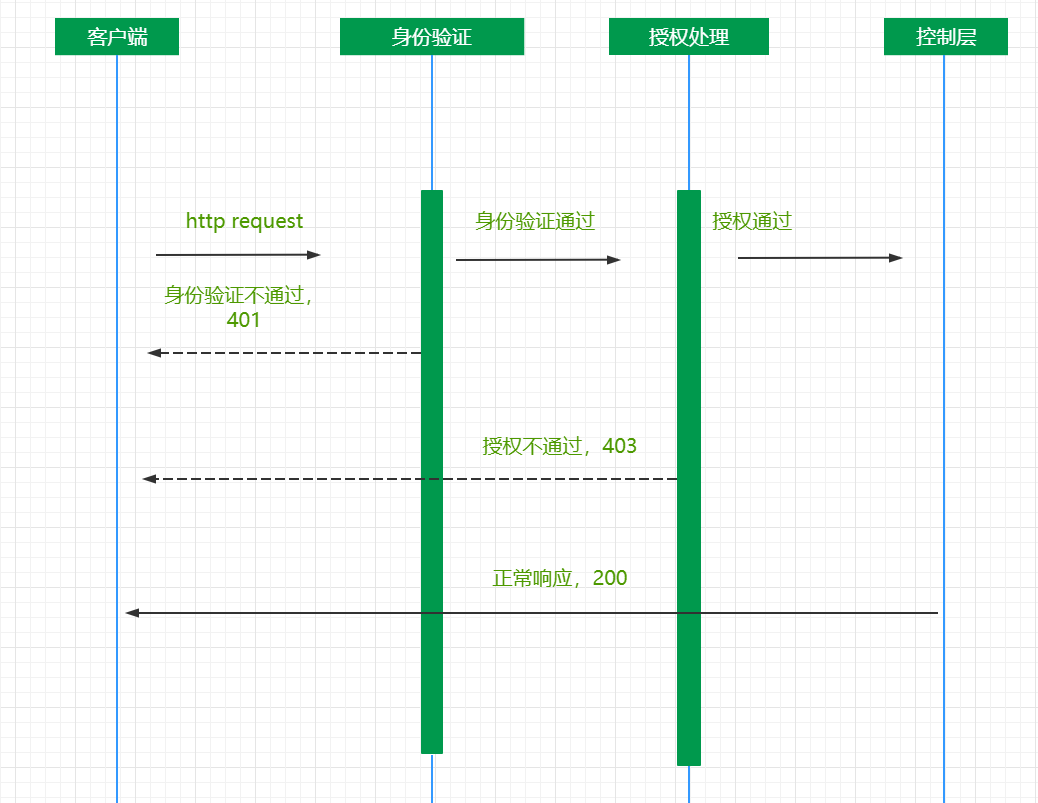 客户端
身份验证
授权处理
控制层
http request
身份验证通过
授权通过
身份验证不通过，
401
授权不通过，403
正常响应，200